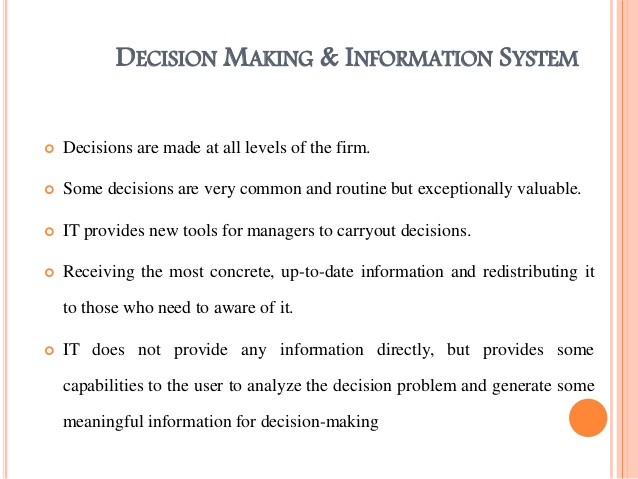 DECISION MAKING & INFORMATION SYSTEM
Decisions are made at all levels of the firm.
Some decisions are very common and routine but exceptionally valuable.
IT provides new tools for managers to carryout decisions.
Receiving the most concrete, up-to-date information and redistributing it
to those who need to aware of it.
IT does not provide any information directly, but provides some
capabilities to the user to analyze the decision problem and generate some
meaningful information for decision-making